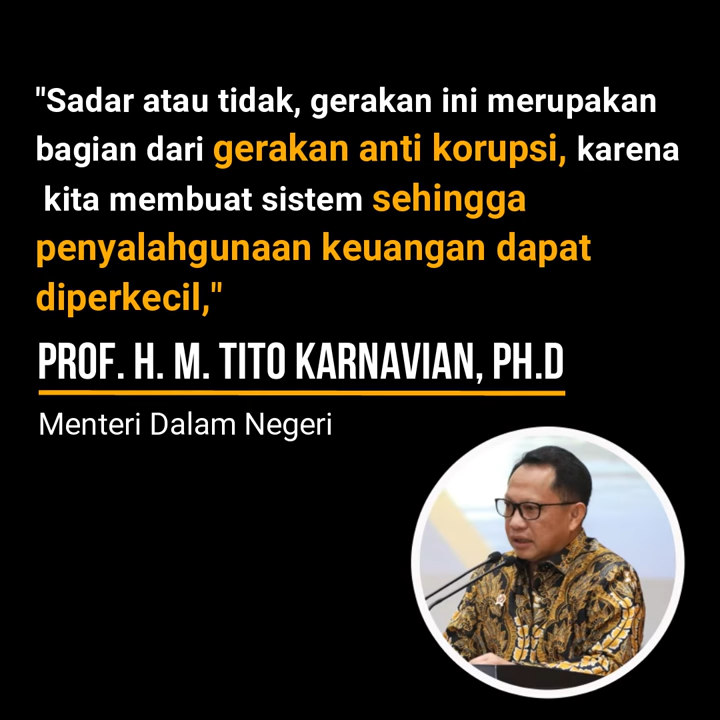 "Sadar atau tidak, gerakan ini merupakan
bagian dari gerakan anti korupsi, karena
kita membuat sistem sehingga
penyalahgunaan keuangan dapat
diperkecil,"
PROF. H. M. TITO KARNAVIAN, PH.D
Menteri Dalam Negeri